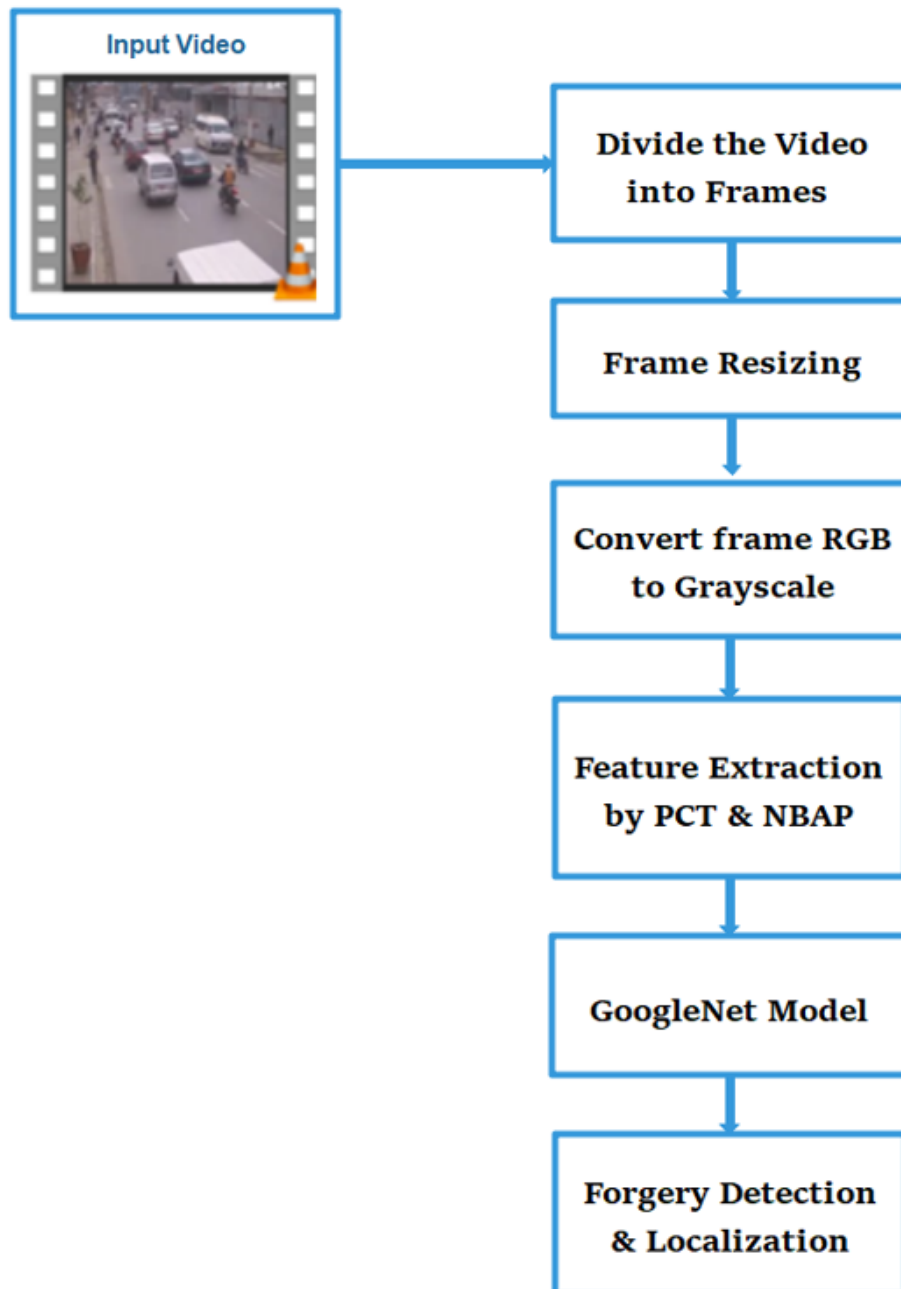 Input Video
Divide the Video
into Frames
Frame Resizing
Convert frame RGB
to Grayscale
Feature Extraction
by PCT & NBAP
GoogleNet Model
Forgery Detection
& Localization